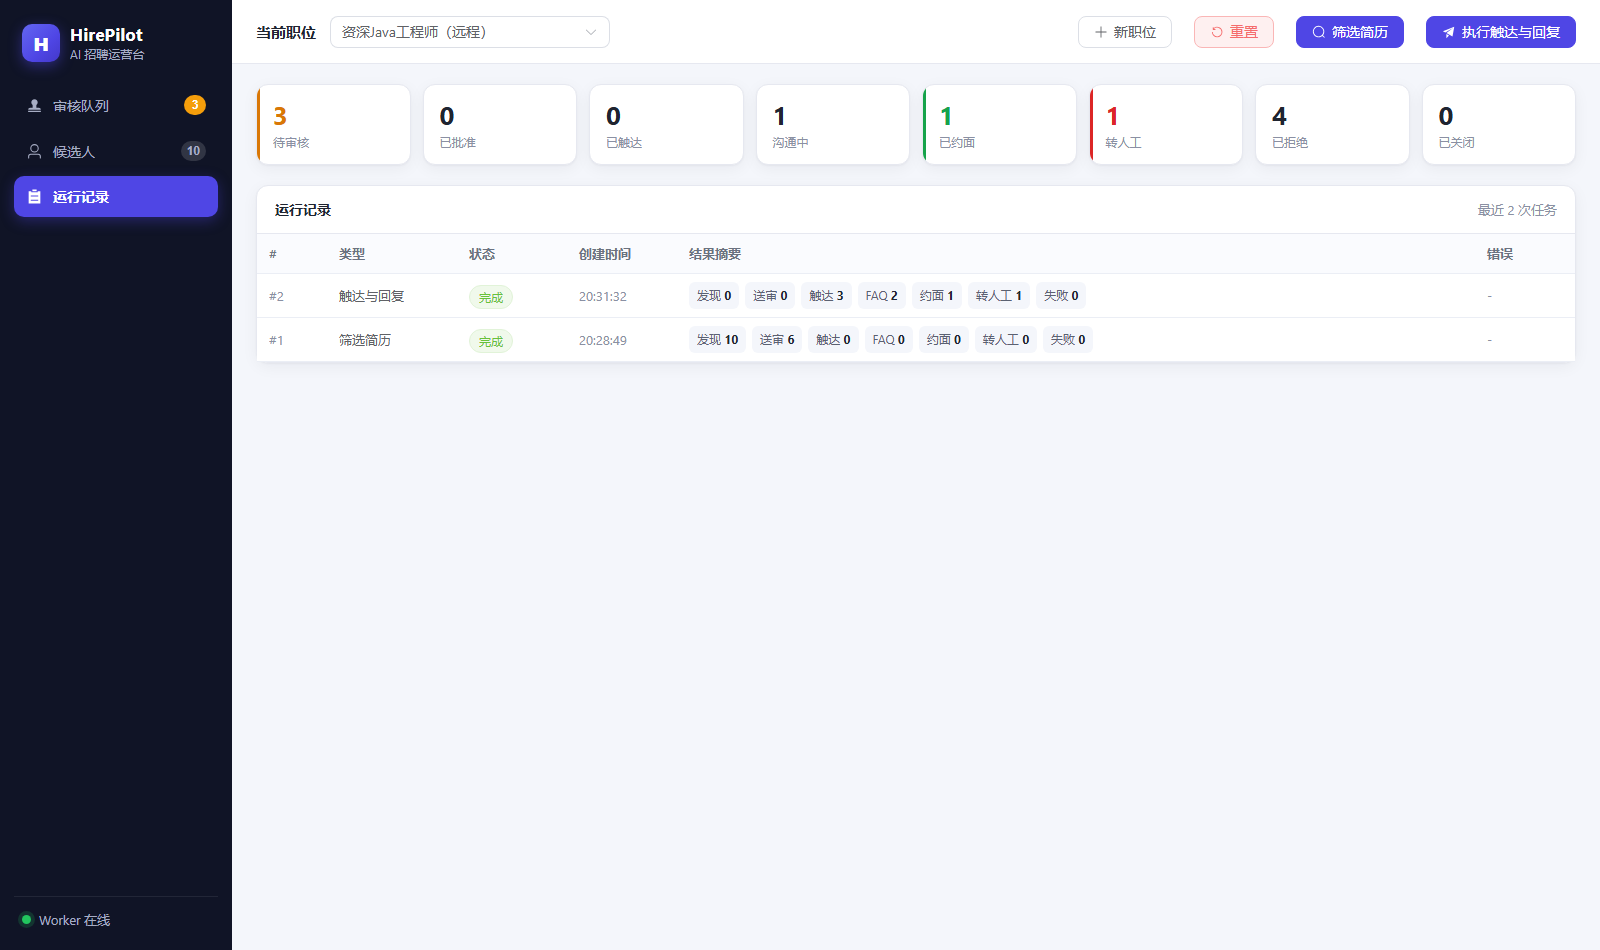 H
HirePilot
AI 招聘运营台
审核队列 3
候选人 10
运行记录
Worker 在线
当前职位 资深Java工程师（远程） 新职位 重置 筛选简历 执行触达与回复
3 0 0 1 1 1 4 0
待审核 已批准 已触达 沟通中 已约面 转人工 已拒绝 已关闭
运行记录 最近 2 次任务
# 类型 状态 创建时间 结果摘要 错误
#2 触达与回复 完成 20:31:32 发现 0 送审 0 触达 3 FAQ 2 约面 1 转人工 1 失败 0 -
#1 筛选简历 完成 20:28:49 发现 10 送审 6 触达 0 FAQ 0 约面 0 转人工 0 失败 0 -